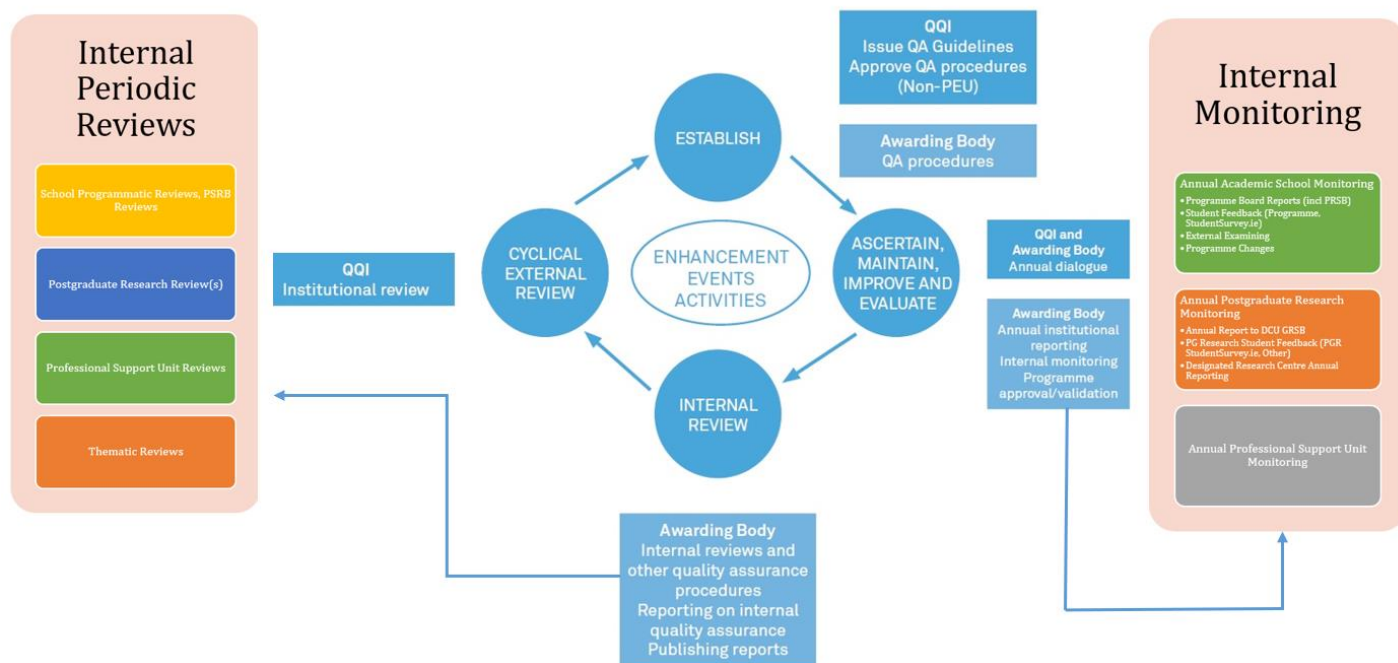 Internal
Periodic
Reviews
School Programmatic Reviews, PSRB
Reviews
Postgraduate Research Review(s)
Professional Support Unit Reviews
Thematic Reviews
QQI
Institutional review
ESTABLISH
CYCLICAL
EXTERNAL
REVIEW
ENHANCEMENT
EVENTS
ACTIVITIES
ASCERTAIN,
MAINTAIN,
IMPROVE AND
EVALUATE
INTERNAL
REVIEW
QQI
Issue QA Guidelines
Approve QA procedures
(Non-PEU)
Awarding Body
QA procedures
QQI and
Awarding Body
Annual dialogue
Awarding Body
Annual institutional
reporting
Internal monitoring
Programme
approval/validation
Awarding Body
Internal reviews and
other quality assurance
procedures
Reporting on internal
quality assurance
Publishing reports
Internal
Monitoring
Annual Academic School Monitoring
• Programme Board Reports (incl PRSB)
• Student Feedback (Programme,
StudentSurvey.ie)
• External Examining
• Programme Changes
Annual Postgraduate Research
Monitoring
• Annual Report to DCU GRSB
• PG Research Student Feedback (PGR
StudentSurvey.ie, Other)
• Designated Research Centre Annual
Reporting
Annual Professional Support Unit
Monitoring